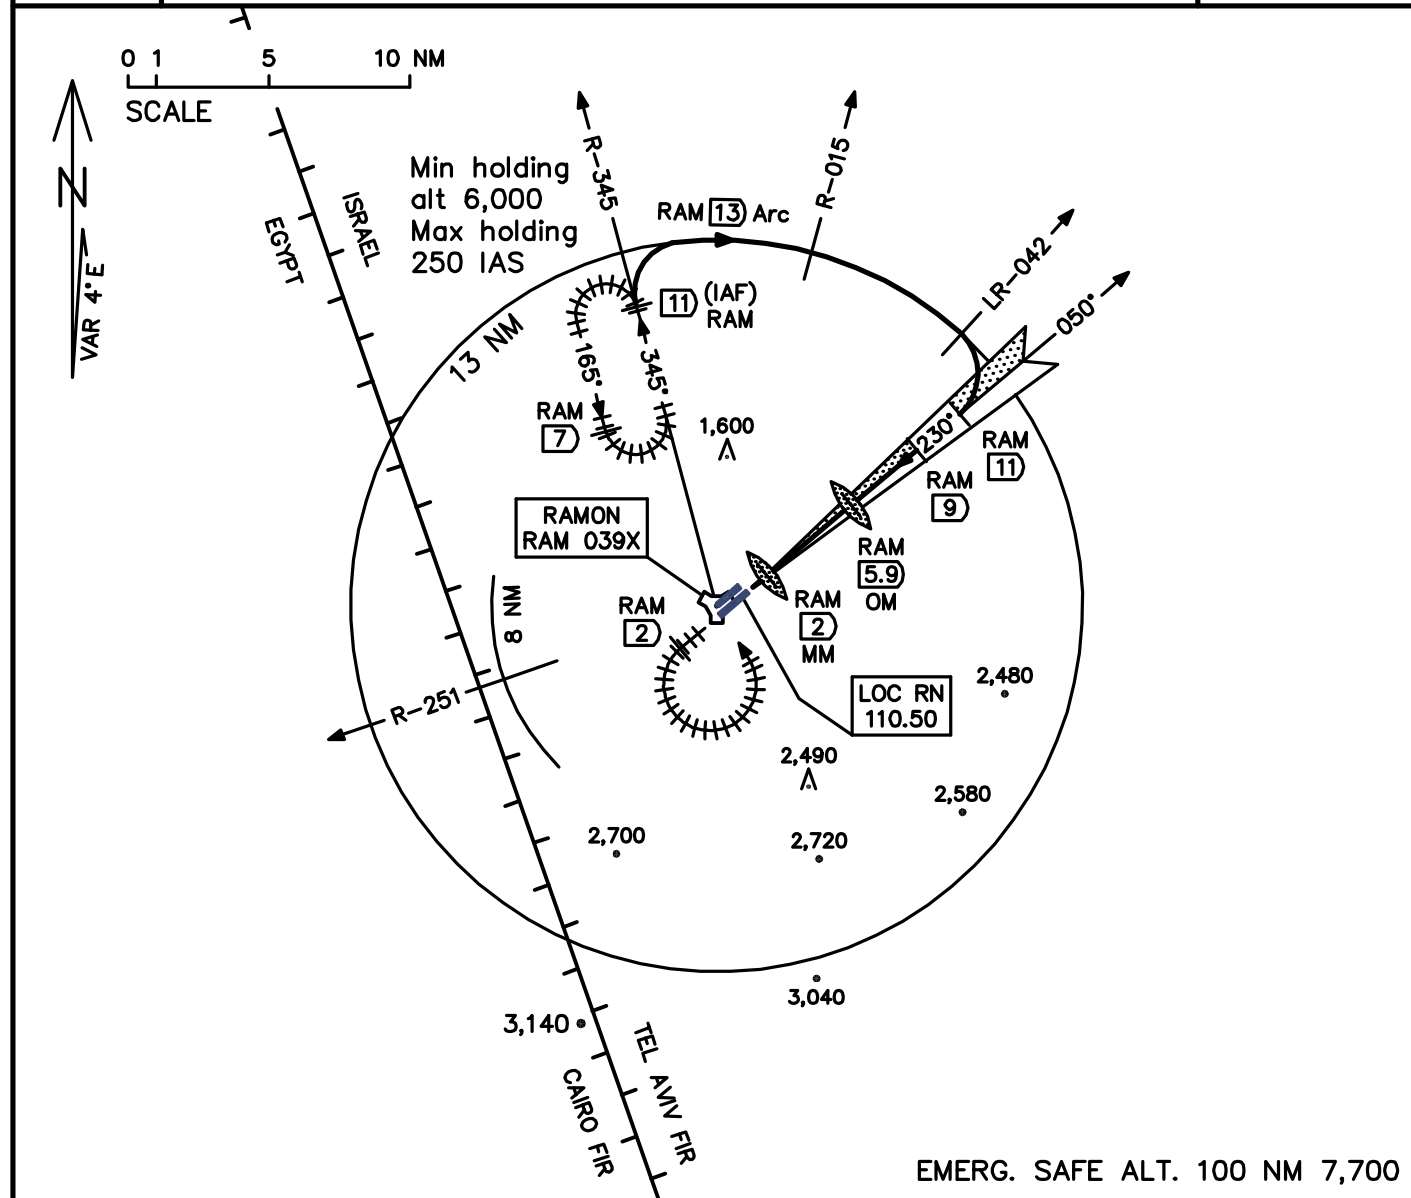 0 1 5 10 NM
SCALE
N
VAR 4°E
EGYPT
ISRAEL
Min holding
alt 6,000
Max holding
250 IAS
R-345
RAM 13 Arc
R-015
LR-042
050°
13 NM
11 (IAF)
RAM
165°
345°
RAM
7
1,600
230°
RAM
11
RAM
9
RAMON
RAM 039X
RAM
5.9
OM
8 NM
RAM
2
RAM
2
MM
R-251
LOC RN
110.50
2,480
2,490
2,580
2,700
2,720
3,040
3,140
TEL AVIV FIR
CAIRO FIR
EMERG. SAFE ALT. 100 NM 7,700